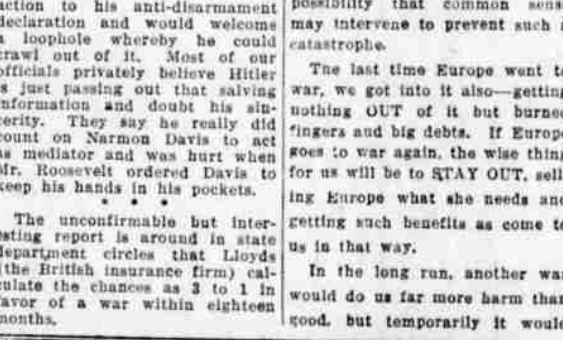 action to his anti-disarmament
declaration and would welcome
a loophole whereby he could
crawl out of it. Most of our
officials privately believe Hitler
is just passing out that salving
information and doubt his sin-
cerity. They say he really did
count on Narmon Davis to act
as mediator and was hurt when
Mr. Roosevelt ordered Davis to
keep his hands in his pockets.
* * *
The unconfirmable but inter-
esting report is around in state
department circles that Lloyds
(the British insurance firm) cal-
culate the chances as 3 to 1 in
favor of a war within eighteen
months.
possibility that common sense
may intervene to prevent such a
catastrophe.
Tne last time Europe went to
war, we got into it also—getting
nothing OUT of it but burned
fingers and big debts. If Europe
goes to war again, the wise thing
for us will be to STAY OUT, sell-
ing Europe what she needs and
getting such benefits as come to
us in that way.
In the long run, another war
would do us far more harm than
good, but temporarily it would